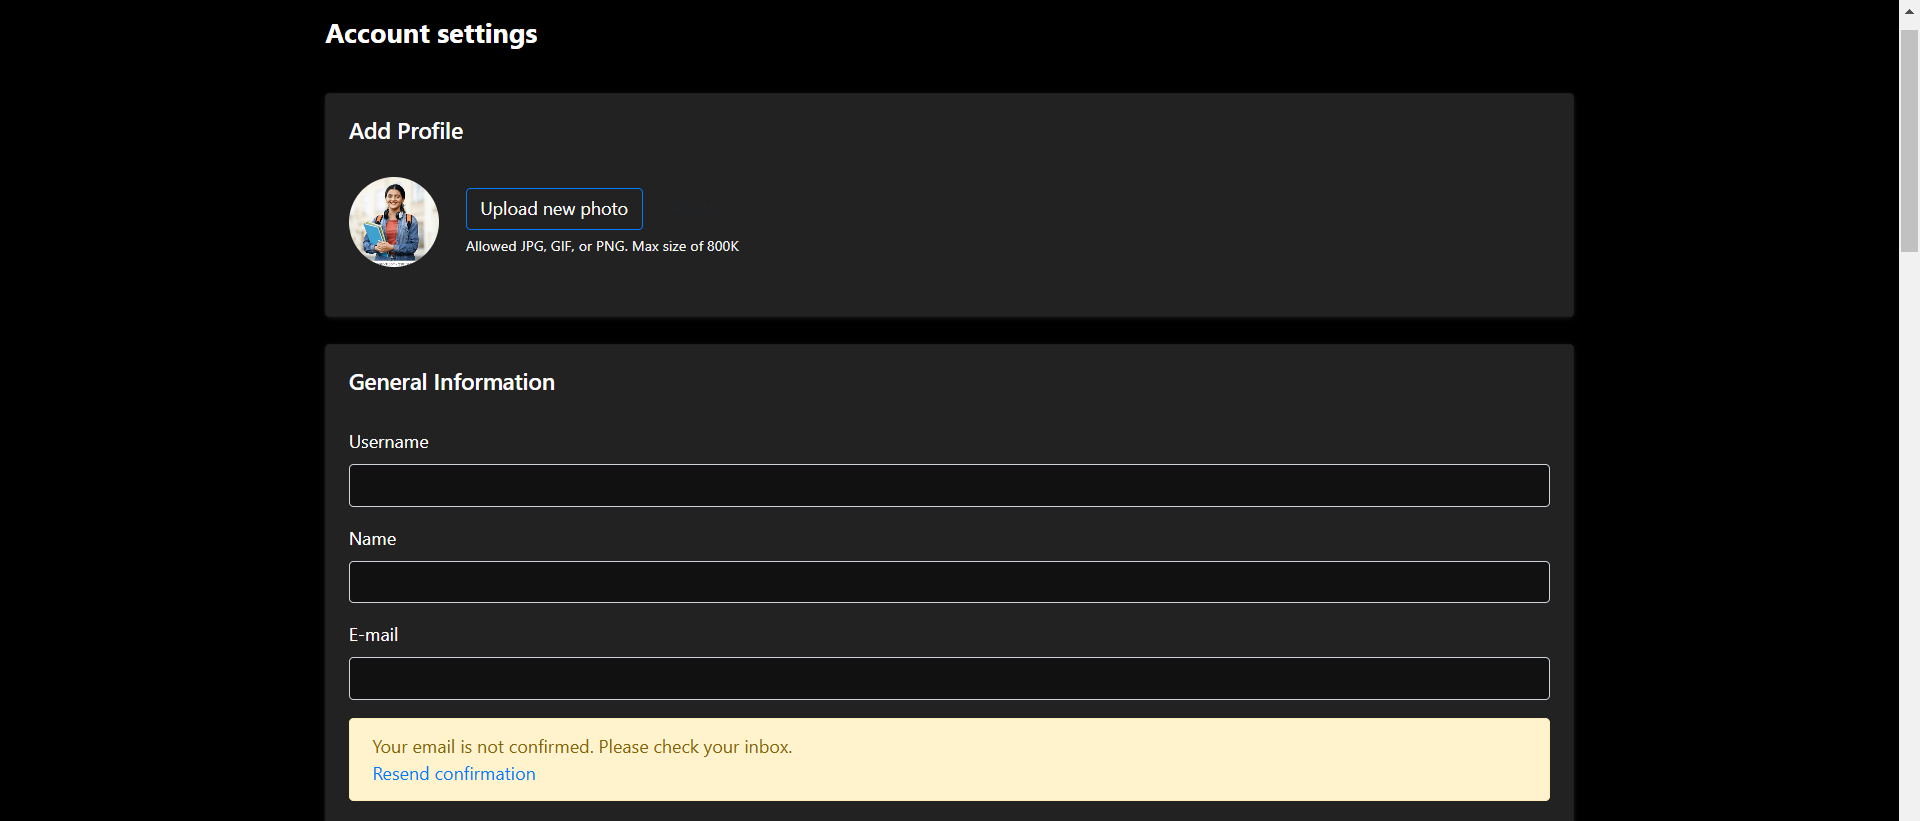 Account settings
Add Profile
Upload new photo
Allowed JPG, GIF, or PNG. Max size of 800K
General Information
Username
Name
E-mail
Your email is not confirmed. Please check your inbox.
Resend confirmation